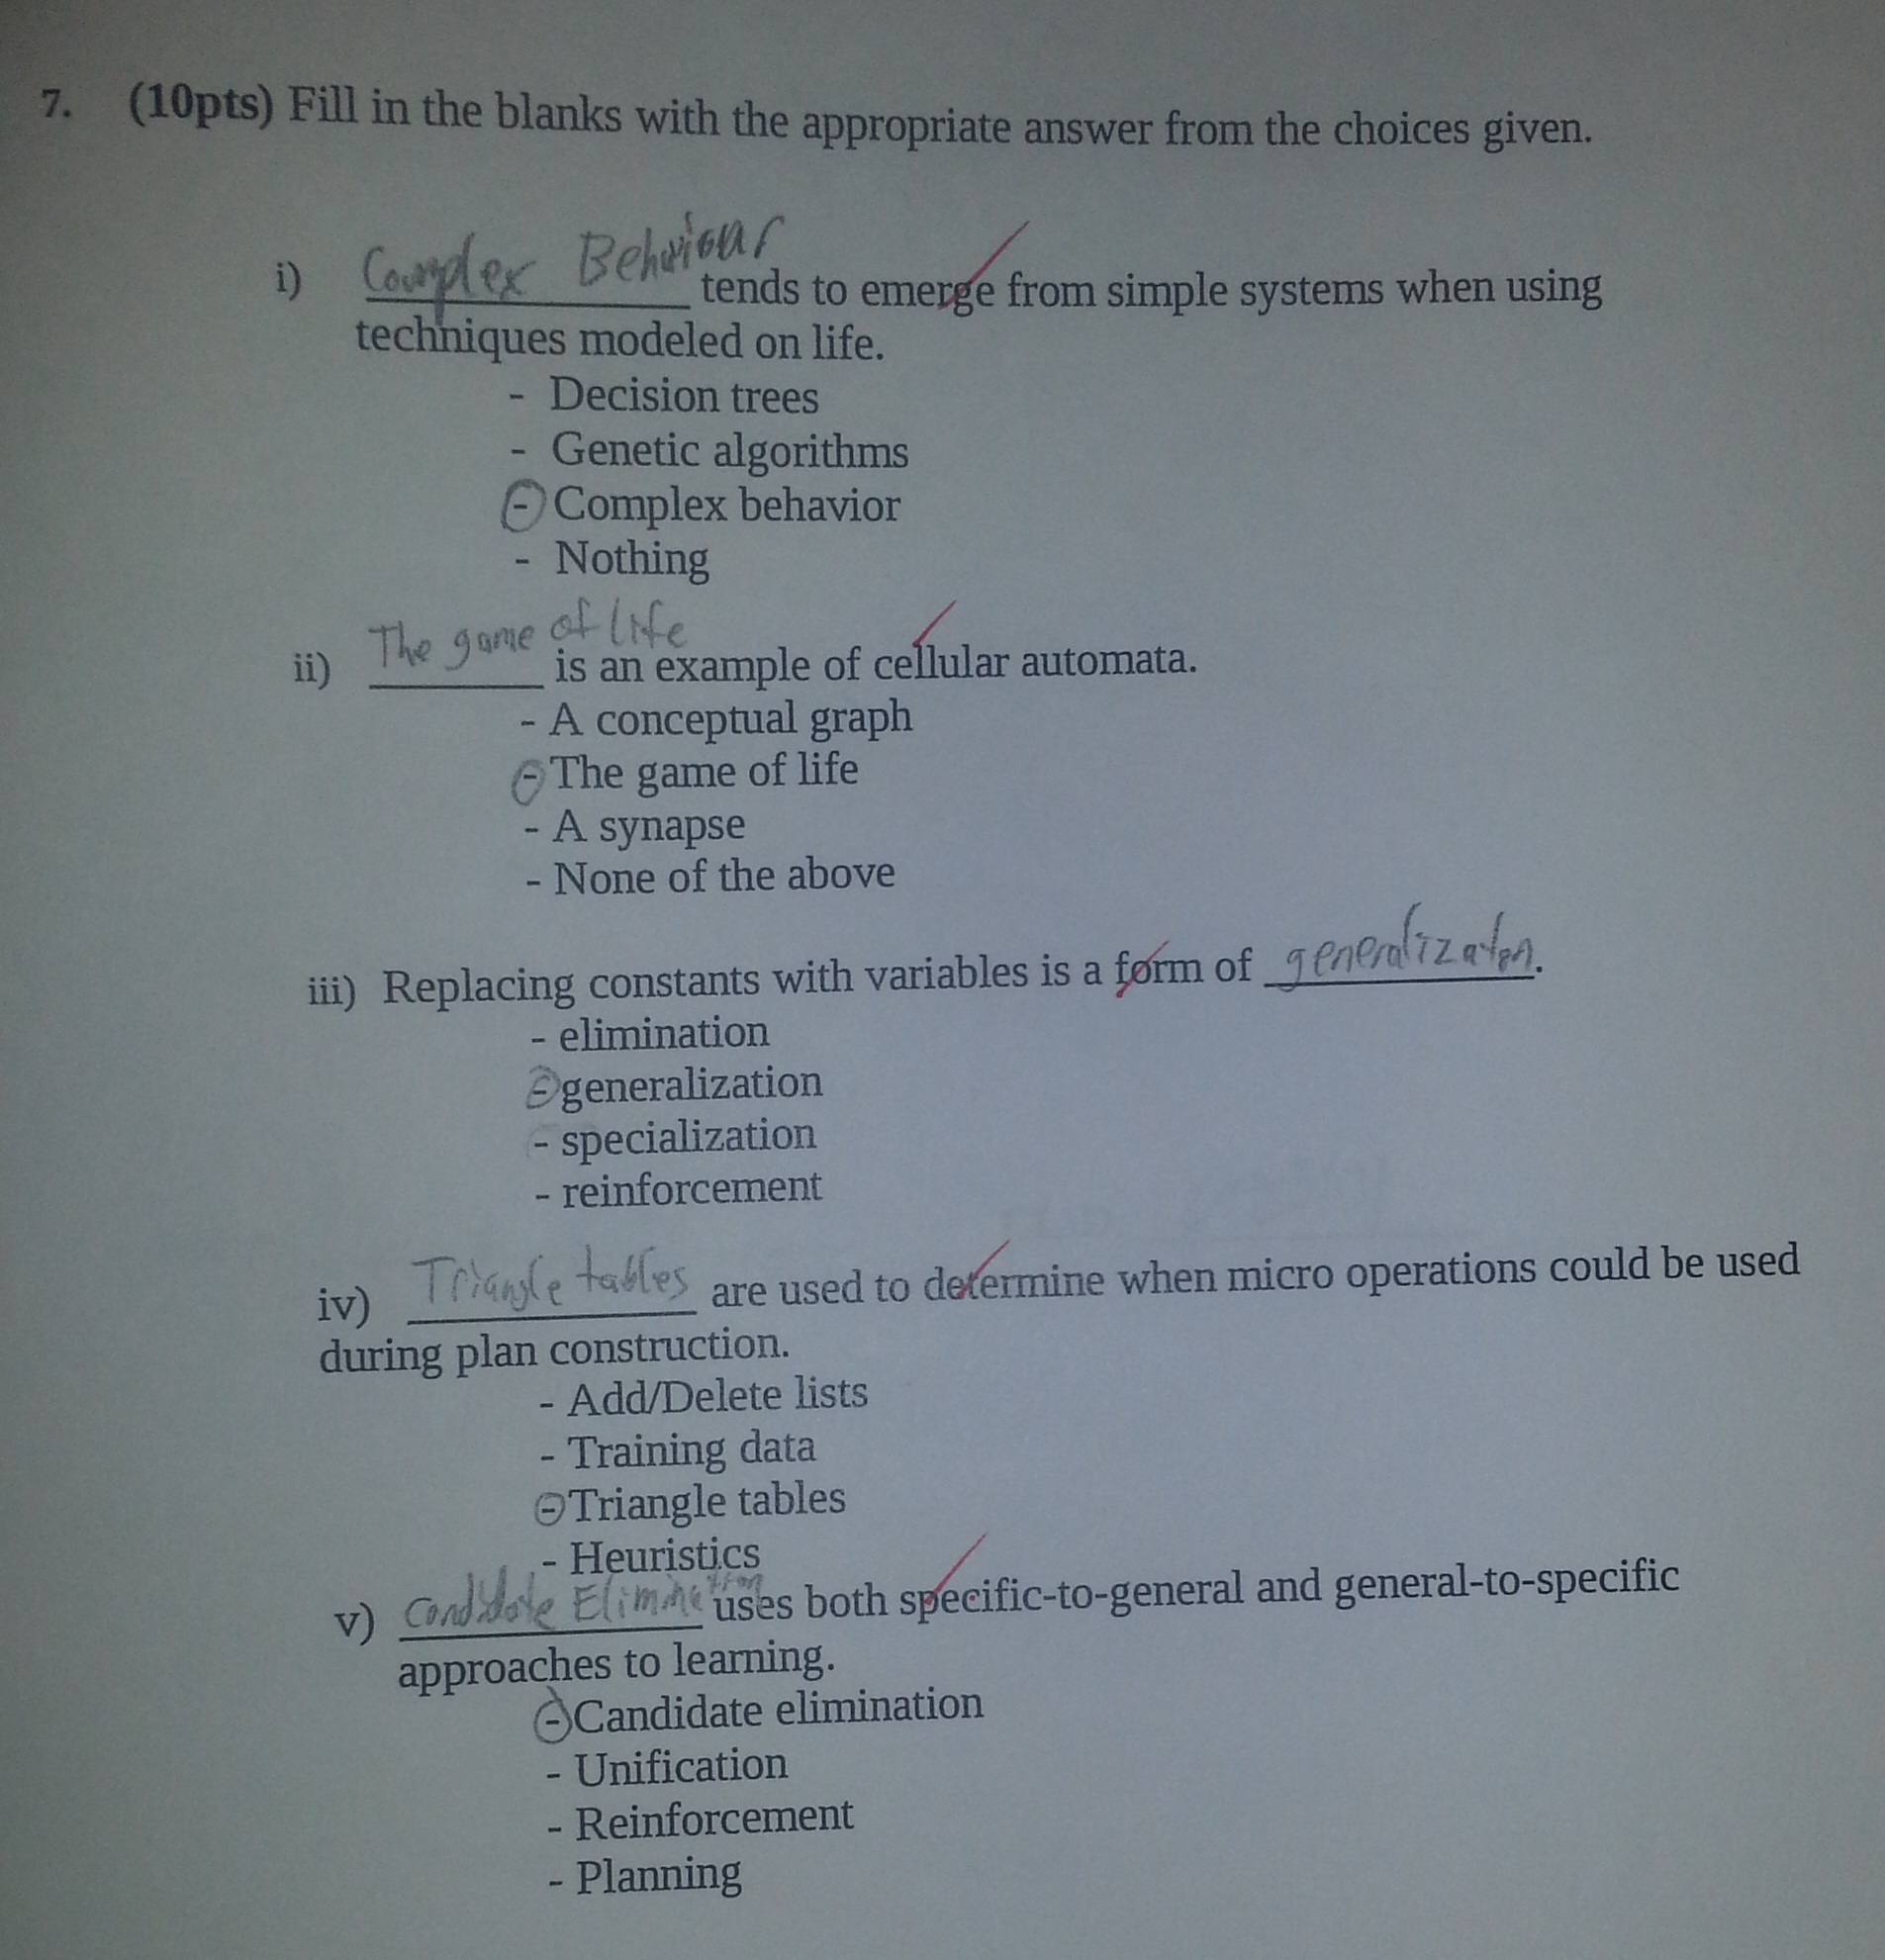 7. (10pts) Fill in the blanks with the appropriate answer from the choices given.
i) Complex Behaviour tends to emerge from simple systems when using
techniques modeled on life.
- Decision trees
- Genetic algorithms
- Complex behavior
- Nothing
ii) The game of life is an example of cellular automata.
- A conceptual graph
- The game of life
- A synapse
- None of the above
iii) Replacing constants with variables is a form of generalization.
- elimination
- generalization
- specialization
- reinforcement
iv) Triangle tables are used to determine when micro operations could be used
during plan construction.
- Add/Delete lists
- Training data
- Triangle tables
- Heuristics
v) Candidate Elimination uses both specific-to-general and general-to-specific
approaches to learning.
- Candidate elimination
- Unification
- Reinforcement
- Planning